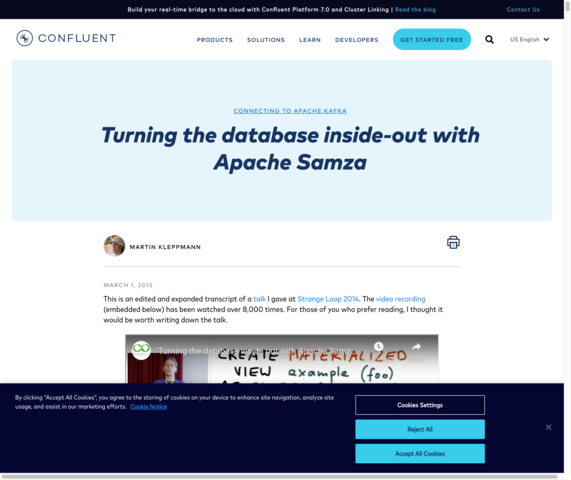 Build your real-time bridge to the cloud with Confluent Platform 7.0 and Cluster Linking | Read the blog
Contact Us
CONFLUENT
PRODUCTS
SOLUTIONS
LEARN
DEVELOPERS
GET STARTED FREE
US English
CONNECTING TO APACHE KAFKA
Turning the database inside-out with
Apache Samza
MARTIN KLEPPMANN
MARCH 1, 2015
This is an edited and expanded transcript of a talk I gave at Strange Loop 2014. The video recording
(embedded below) has been watched over 8,000 times. For those of you who prefer reading, I thought it
would be worth writing down the talk.
"Turning the database inside out with Apache Samza"
CREATE MATERIALIZED
VIEW example (foo)
By clicking "Accept All Cookies", you agree to the storing of cookies on your device to enhance site navigation, analyze site
usage, and assist in our marketing efforts. Cookie Notice
Cookies Settings
Reject All
Accept All Cookies